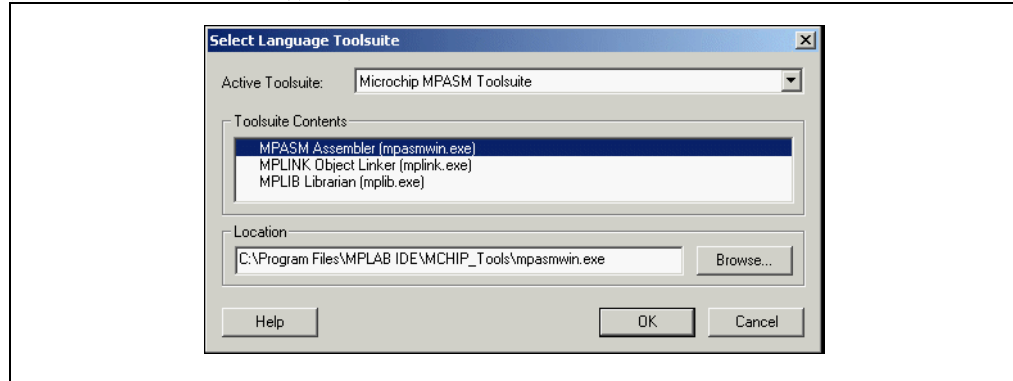 Select Language Toolsuite
Active Toolsuite: Microchip MPASM Toolsuite
Toolsuite Contents
MPASM Assembler (mpasmwin.exe)
MPLINK Object Linker (mplink.exe)
MPLIB Librarian (mplib.exe)
Location
C:\Program Files\MPLAB IDE\MCHIP_Tools\mpasmwin.exe Browse...
Help OK Cancel